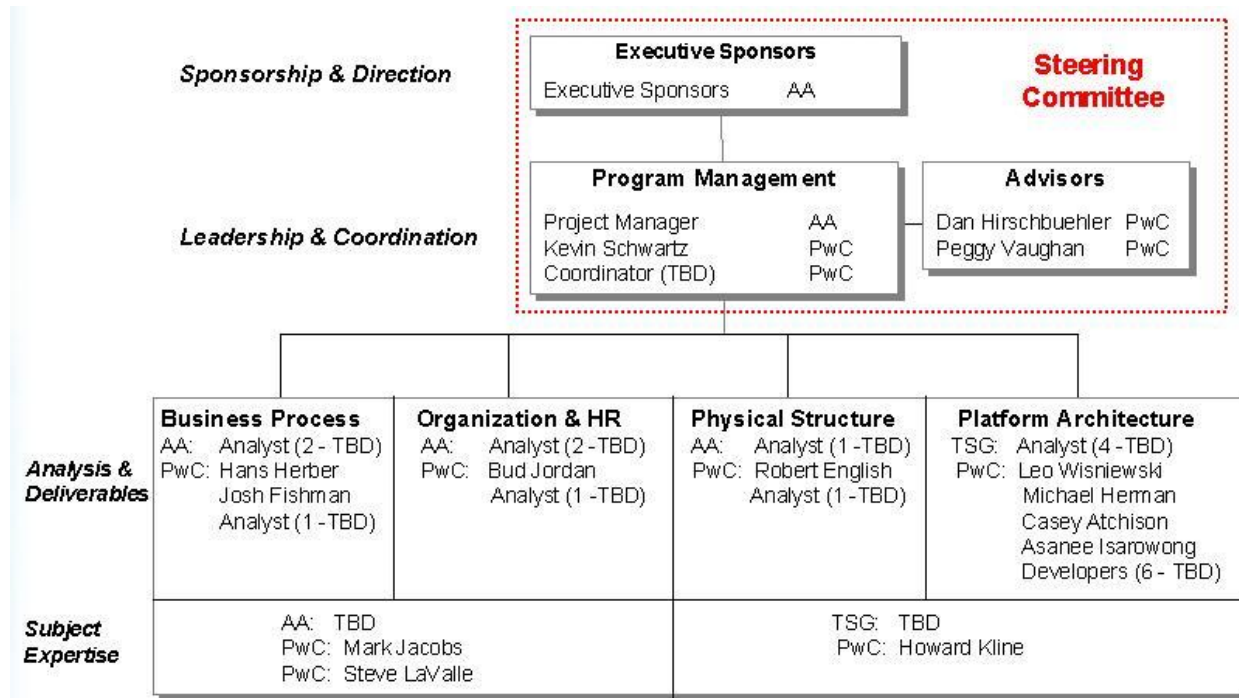 Sponsorship & Direction
Executive Sponsors
Executive Sponsors AA
Steering
Committee
Leadership & Coordination
Program Management
Project Manager AA
Kevin Schwartz PwC
Coordinator (TBD) PwC
Advisors
Dan Hirschbuehler PwC
Peggy Vaughan PwC
Analysis &
Deliverables
Business Process
AA: Analyst (2 - TBD)
PwC: Hans Herber
Josh Fishman
Analyst (1 - TBD)
Organization & HR
AA: Analyst (2 - TBD)
PwC: Bud Jordan
Analyst (1 - TBD)
Physical Structure
AA: Analyst (1 - TBD)
PwC: Robert English
Analyst (1 - TBD)
Platform Architecture
TSG: Analyst (4 - TBD)
PwC: Leo Wisniewski
Michael Herman
Casey Atchison
Asanee Isarowong
Developers (6 - TBD)
Subject
Expertise
AA: TBD
PwC: Mark Jacobs
PwC: Steve LaValle
TSG: TBD
PwC: Howard Kline